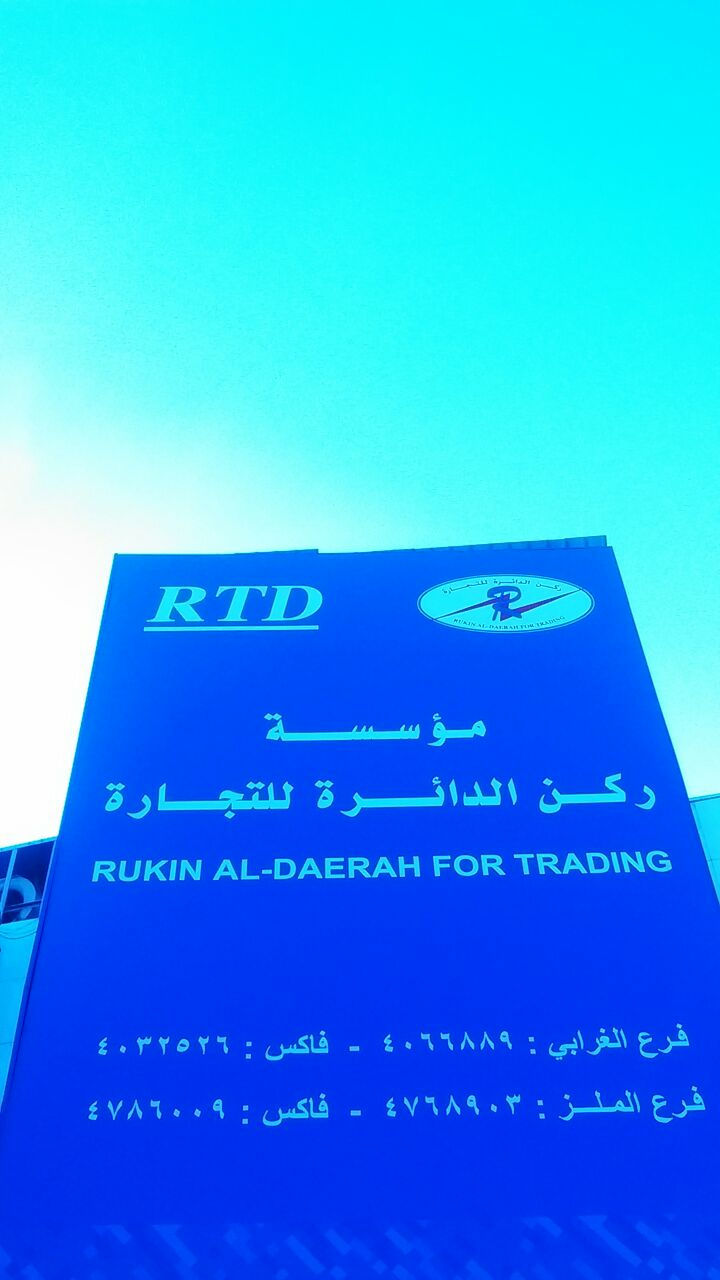 RTD
ركن الدائرة للتجارة
RUKIN AL-DAERAH FOR TRADING
مؤسسة
ركن الدائرة للتجارة
RUKIN AL-DAERAH FOR TRADING
فرع الغرابي : ٤٠٦٦٨٨٩ - فاكس : ٤٠٣٢٥٢٦
فرع الملز : ٤٧٦٨٩٠٣ - فاكس : ٤٧٨٦٠٠٩